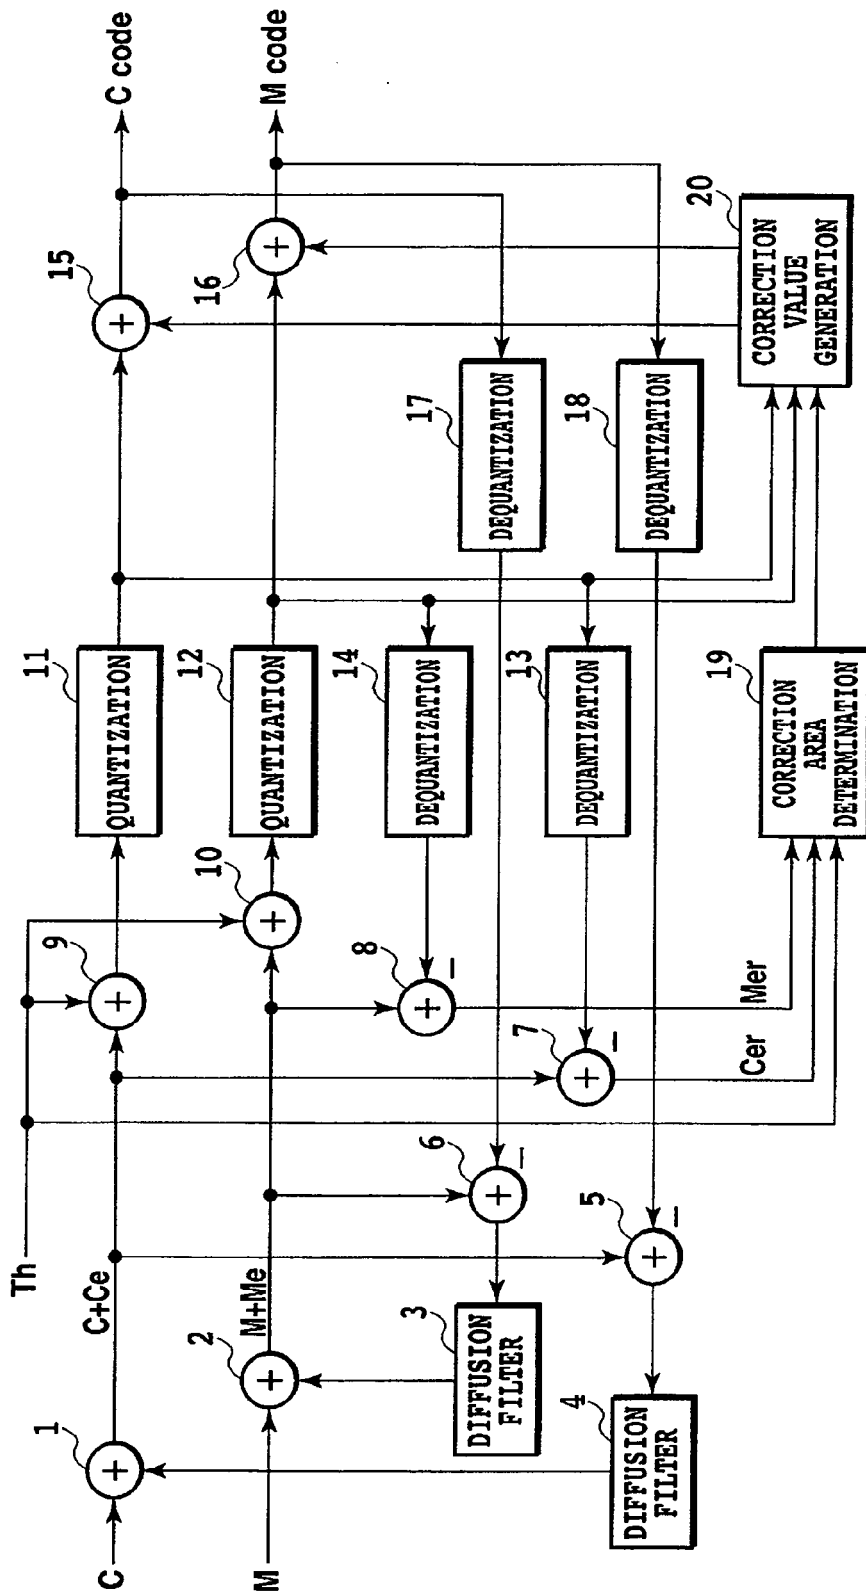 C
1
C+Ce
Th
9
11
QUANTIZATION
15
C code
M
2
M+Me
10
12
QUANTIZATION
16
M code
3
DIFFUSION
FILTER
6
−
8
−
14
DEQUANTIZATION
17
DEQUANTIZATION
4
DIFFUSION
FILTER
5
−
7
−
13
DEQUANTIZATION
18
DEQUANTIZATION
Mer
Cer
19
CORRECTION
AREA
DETERMINATION
20
CORRECTION
VALUE
GENERATION